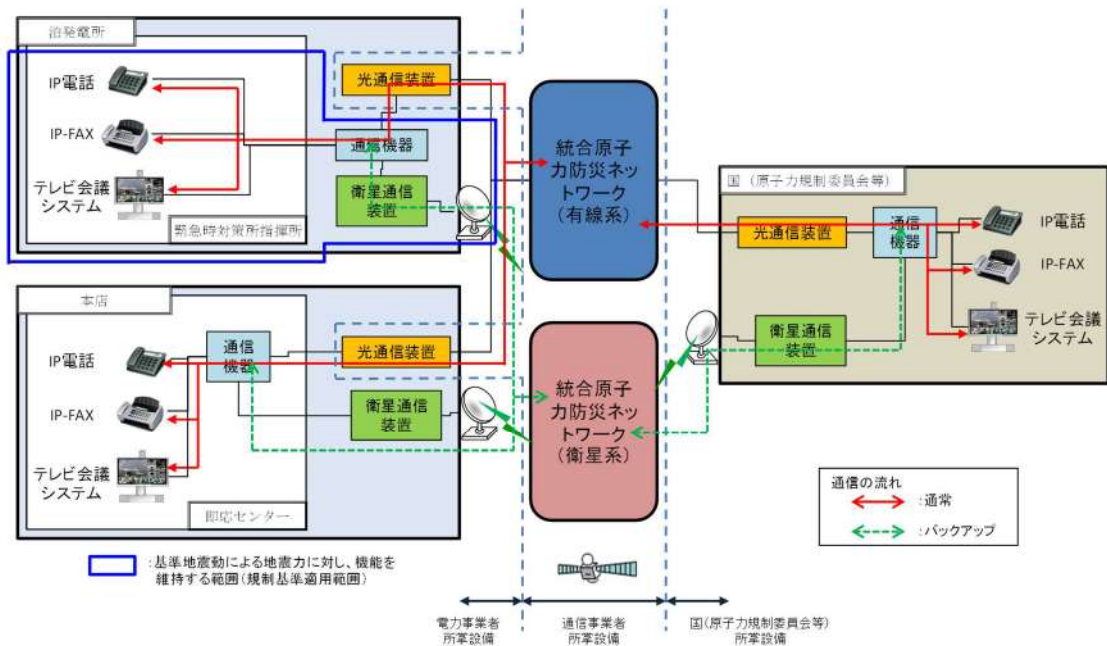 泊発電所
IP電話
IP-FAX
テレビ会議
システム
緊急時対策所指揮所
光通信装置
通信機器
衛星通信
装置
本店
IP電話
IP-FAX
テレビ会議
システム
即応センター
通信
機器
光通信装置
衛星通信
装置
統合原子
力防災ネッ
トワーク
(有線系)
統合原子
力防災ネッ
トワーク
(衛星系)
国(原子力規制委員会等)
光通信装置
通信
機器
衛星通信
装置
IP電話
IP-FAX
テレビ会議
システム
通信の流れ
:通常
:バックアップ
:基準地震動による地震力に対し、機能を
維持する範囲(規制基準適用範囲)
電力事業者
所掌設備
通信事業者
所掌設備
国(原子力規制委員会等)
所掌設備